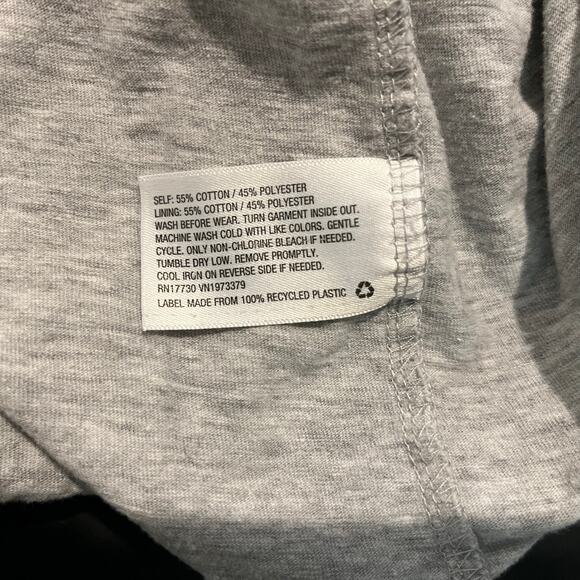 SELF: 55% COTTON / 45% POLYESTER
LINING: 55% COTTON / 45% POLYESTER
WASH BEFORE WEAR. TURN GARMENT INSIDE OUT.
MACHINE WASH COLD WITH LIKE COLORS. GENTLE
CYCLE. ONLY NON-CHLORINE BLEACH IF NEEDED.
TUMBLE DRY LOW. REMOVE PROMPTLY.
COOL IRON ON REVERSE SIDE IF NEEDED.
RN17730 VN1973379
LABEL MADE FROM 100% RECYCLED PLASTIC